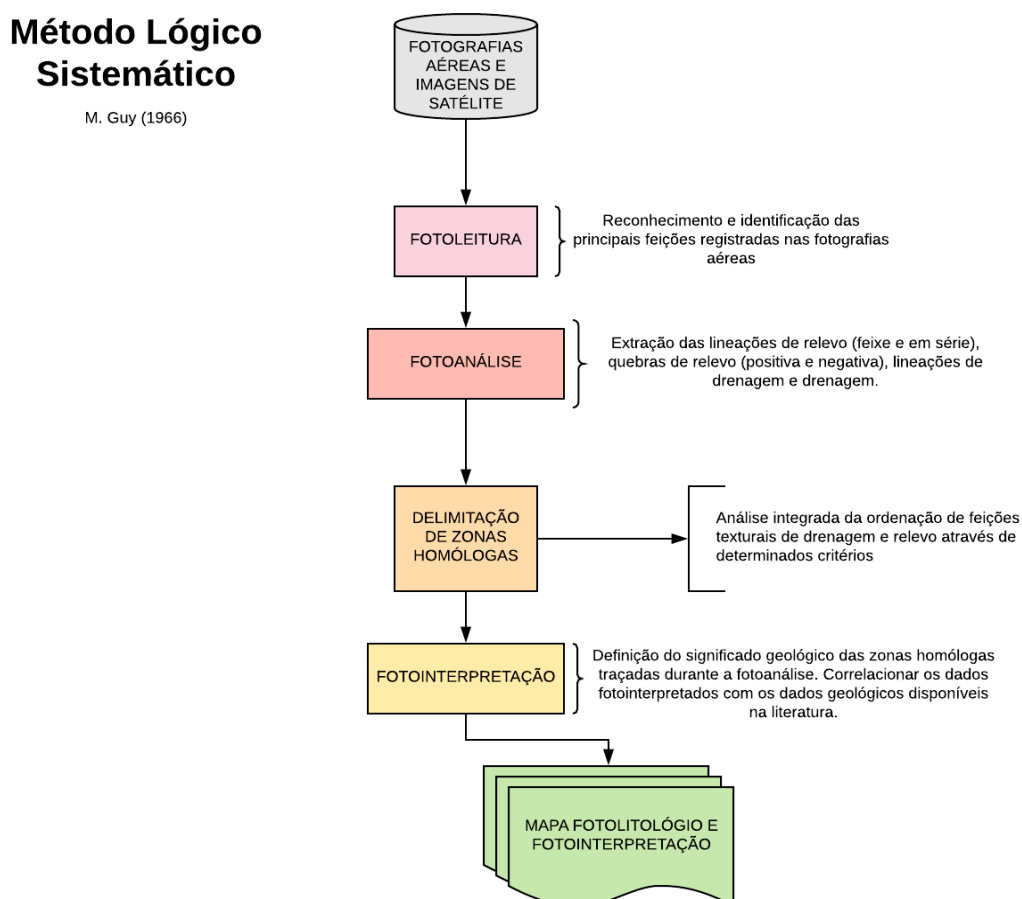 Método Lógico
Sistemático
M. Guy (1966)
FOTOGRAFIAS
AÉREAS E
IMAGENS DE
SATÉLITE
FOTOLEITURA
Reconhecimento e identificação das
principais feições registradas nas fotografias
aéreas
FOTOANÁLISE
Extração das lineações de relevo (feixe e em série),
quebras de relevo (positiva e negativa), lineações de
drenagem e drenagem.
DELIMITAÇÃO
DE ZONAS
HOMÓLOGAS
Análise integrada da ordenação de feições
texturais de drenagem e relevo através de
determinados critérios
FOTOINTERPRETAÇÃO
Definição do significado geológico das zonas homólogas
traçadas durante a fotoanálise. Correlacionar os dados
fotointerpretados com os dados geológicos disponíveis
na literatura.
MAPA FOTOLITOLÓGIO E
FOTOINTERPRETAÇÃO